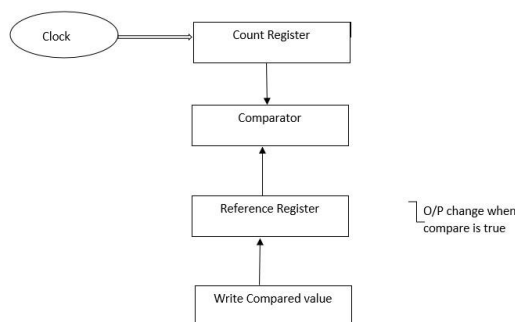 Clock
Count Register
Comparator
Reference Register
O/P change when
compare is true
Write Compared value